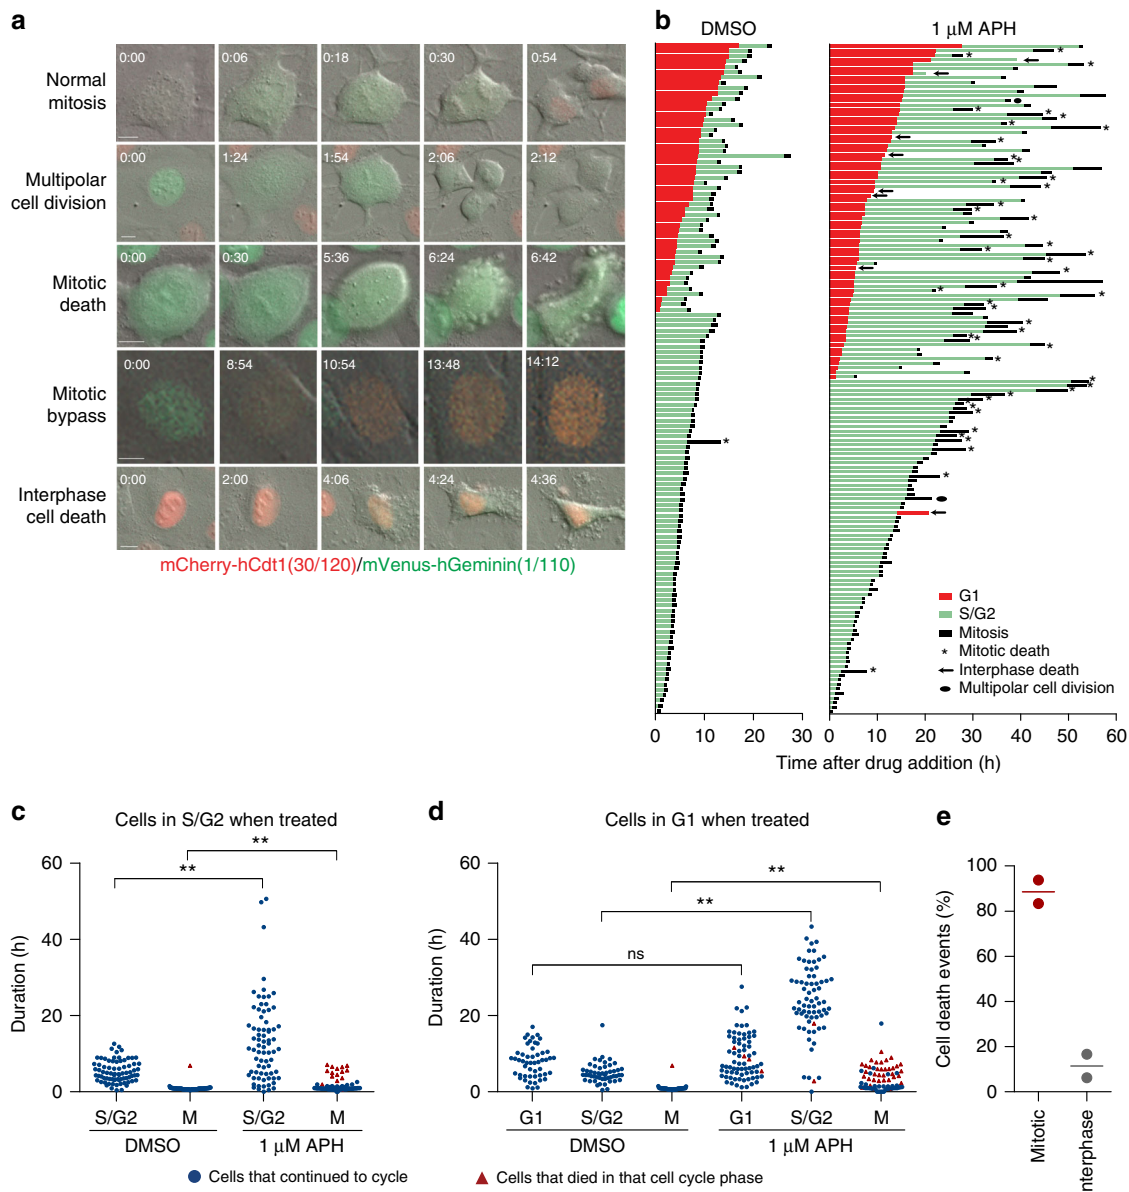 a
Normal mitosis
0:00 0:06 0:18 0:30 0:54
Multipolar cell division
0:00 1:24 1:54 2:06 2:12
Mitotic death
0:00 0:30 5:36 6:24 6:42
Mitotic bypass
0:00 8:54 10:54 13:48 14:12
Interphase cell death
0:00 2:00 4:06 4:24 4:36
mCherry-hCdt1(30/120)/mVenus-hGeminin(1/110)
b
DMSO
1 μM APH
* * * * * * * * * * * * * * * * * * * * * * * * * * * * * * * * * * * * * * * * * * * *
G1
S/G2
Mitosis
* Mitotic death
Interphase death
Multipolar cell division
0 10 20 30
0 10 20 30 40 50 60
Time after drug addition (h)
c
Cells in S/G2 when treated
**
**
Duration (h)
60
40
20
0
S/G2 M S/G2 M
DMSO 1 μM APH
d
Cells in G1 when treated
**
**
ns
Duration (h)
60
40
20
0
G1 S/G2 M G1 S/G2 M
DMSO 1 μM APH
Cells that continued to cycle
Cells that died in that cell cycle phase
e
Cell death events (%)
100
80
60
40
20
0
Mitotic
nterphase